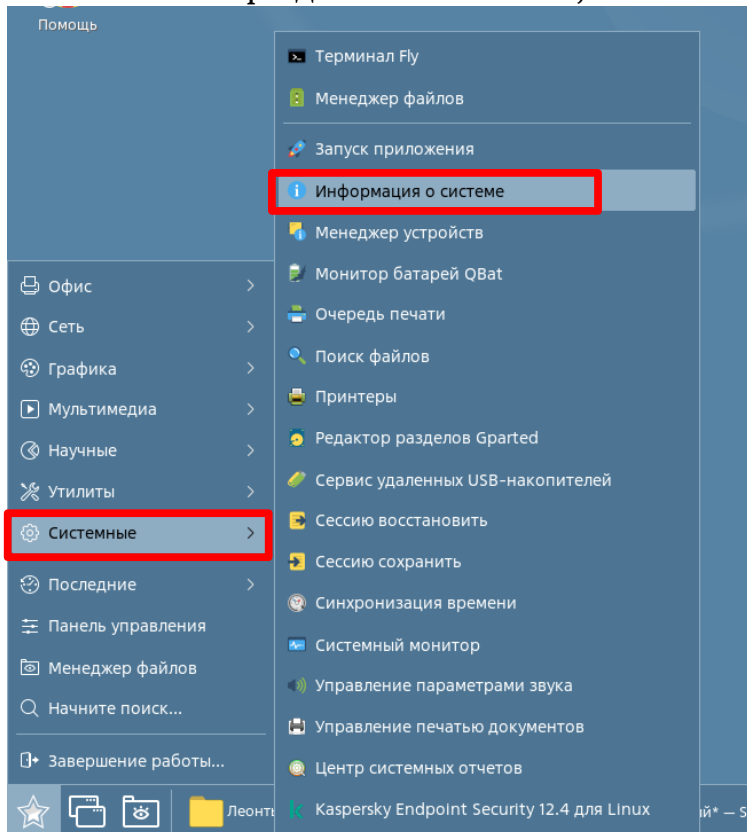 Помощь
Терминал Fly
Менеджер файлов
Запуск приложения
Информация о системе
Менеджер устройств
Монитор батарей QBat
Очередь печати
Поиск файлов
Принтеры
Редактор разделов Gparted
Сервис удаленных USB-накопителей
Сессию восстановить
Сессию сохранить
Синхронизация времени
Системный монитор
Управление параметрами звука
Управление печатью документов
Центр системных отчетов
Kaspersky Endpoint Security 12.4 для Linux
Офис
Сеть
Графика
Мультимедиа
Научные
Утилиты
Системные
Последние
Панель управления
Менеджер файлов
Начните поиск...
Завершение работы...